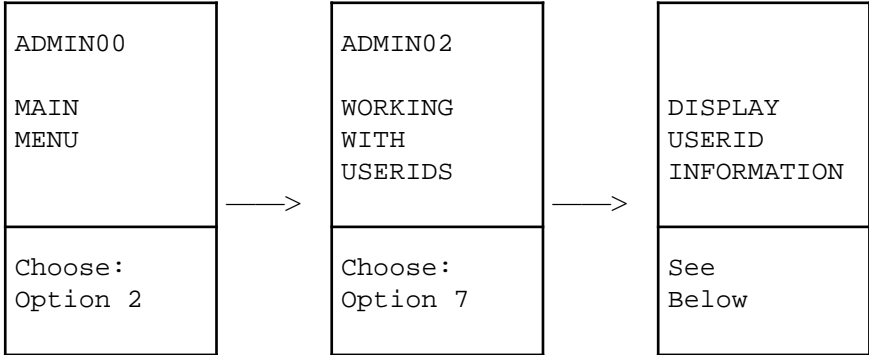 ADMIN00
MAIN
MENU
Choose:
Option 2
ADMIN02
WORKING
WITH
USERIDS
Choose:
Option 7
DISPLAY
USERID
INFORMATION
See
Below